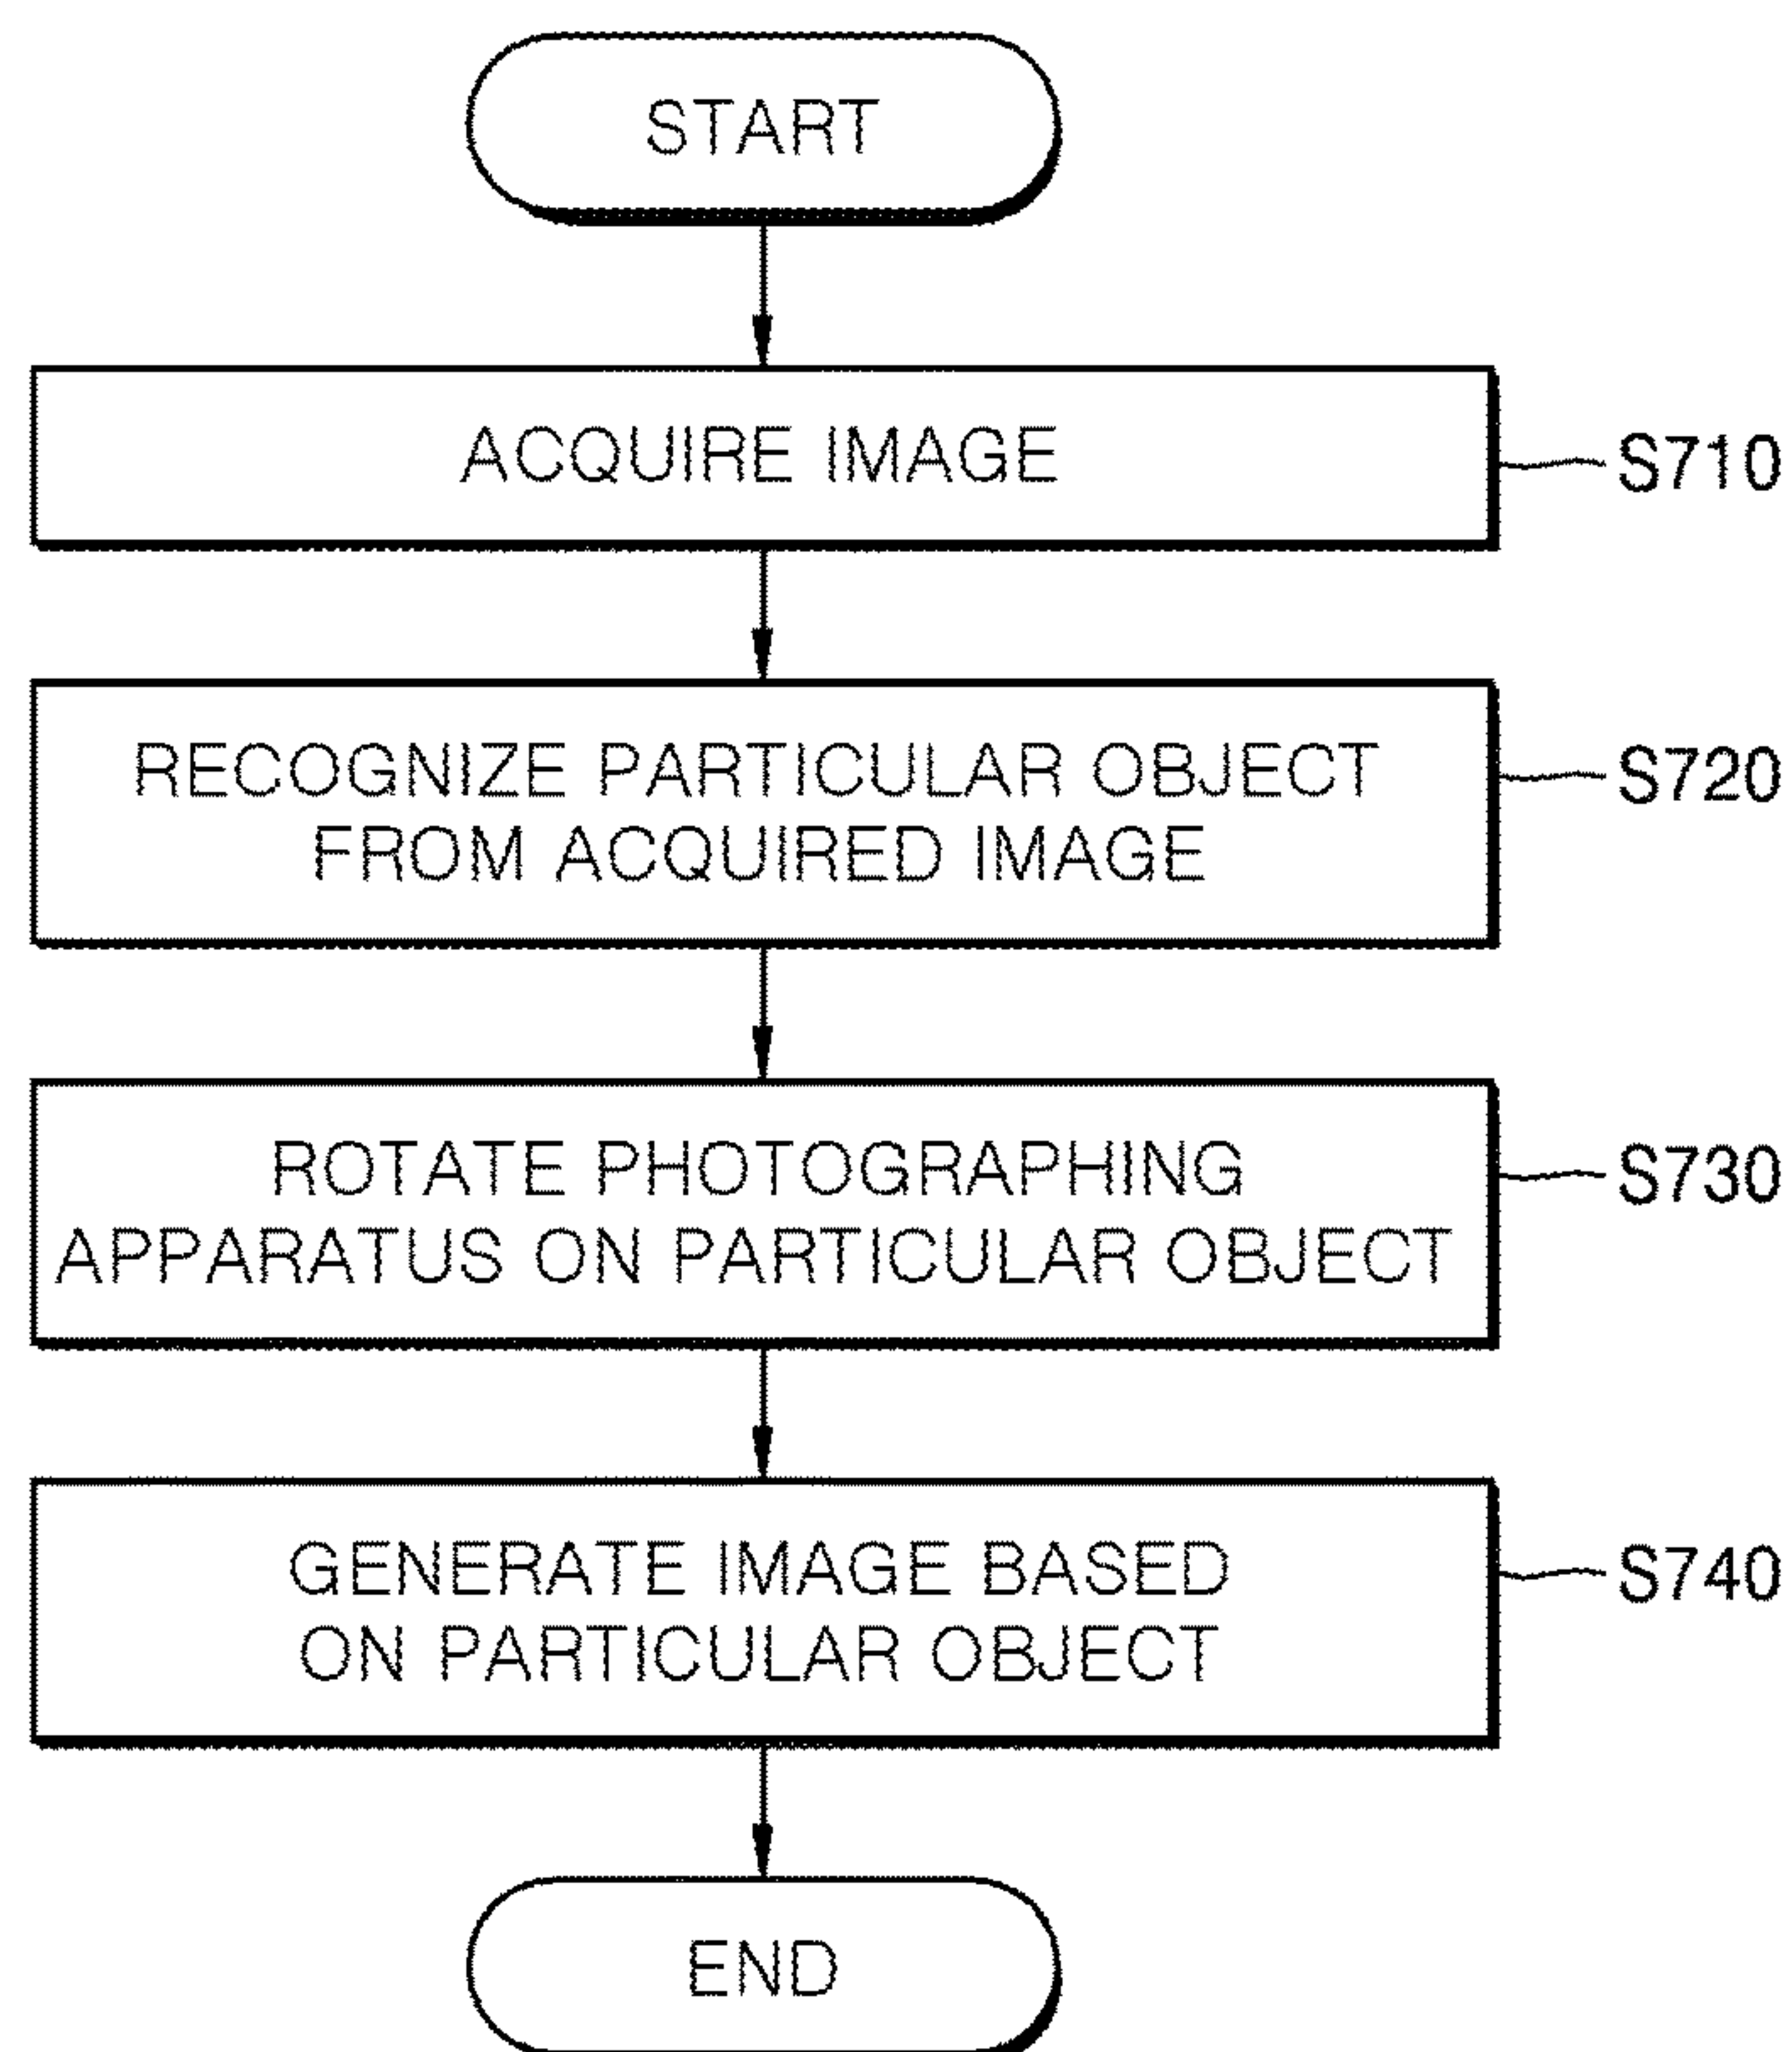 START
ACQUIRE IMAGE
S710
RECOGNIZE PARTICULAR OBJECT
FROM ACQUIRED IMAGE
S720
ROTATE PHOTOGRAPHING
APPARATUS ON PARTICULAR OBJECT
S730
GENERATE IMAGE BASED
ON PARTICULAR OBJECT
S740
END